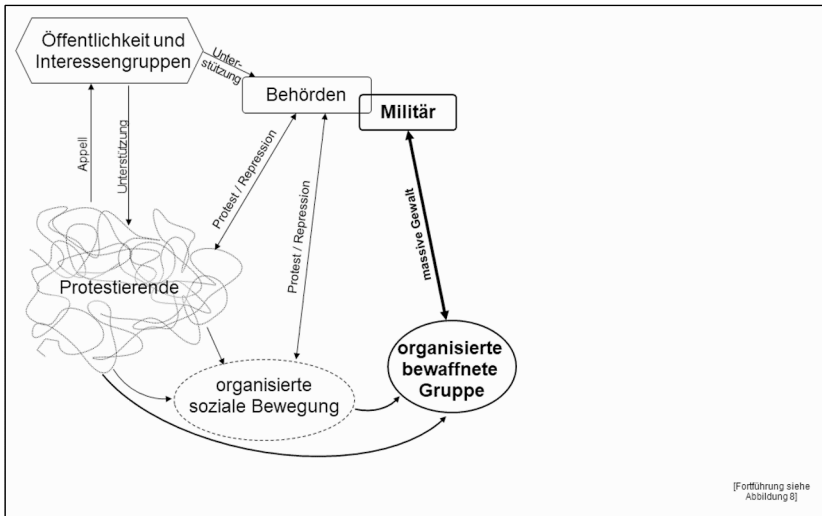 Öffentlichkeit und
Interessengruppen
Unter-
stützung
Behörden
Militär
Appell
Unterstützung
Protest / Repression
Protest / Repression
massive Gewalt
Protestierende
organisierte
soziale Bewegung
organisierte
bewaffnete
Gruppe
[Fortführung siehe
Abbildung 8]